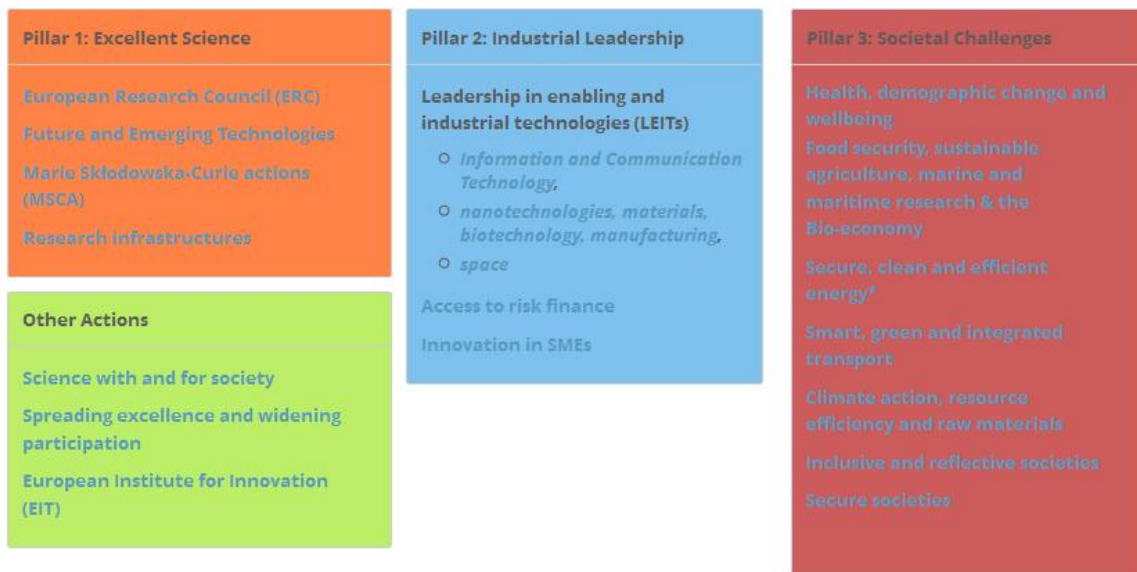 Pillar 1: Excellent Science
European Research Council (ERC)
Future and Emerging Technologies
Marie Skłodowska-Curie actions
(MSCA)
Research infrastructures
Other Actions
Science with and for society
Spreading excellence and widening
participation
European Institute for Innovation
(EIT)
Pillar 2: Industrial Leadership
Leadership in enabling and
industrial technologies (LEITs)
Information and Communication
Technology,
nanotechnologies, materials,
biotechnology, manufacturing,
space
Access to risk finance
Innovation in SMEs
Pillar 3: Societal Challenges
Health, demographic change and
wellbeing
Food security, sustainable
agriculture, marine and
maritime research & the
Bio-economy
Secure, clean and efficient
energy*
Smart, green and integrated
transport
Climate action, resource
efficiency and raw materials
Inclusive and reflective societies
Secure societies